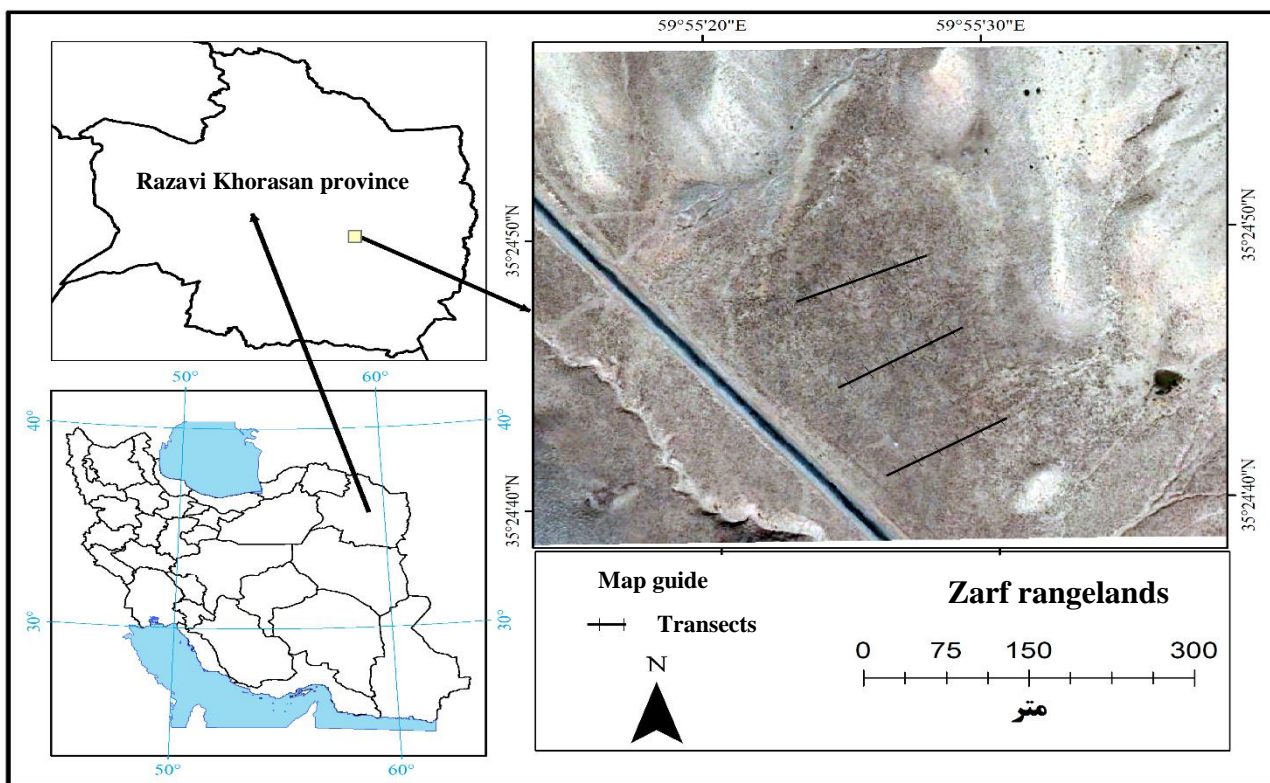 59°55'20"E
59°55'30"E
Razavi Khorasan province
35°24'50"N
35°24'50"N
35°24'40"N
35°24'40"N
50°
60°
40°
40°
30°
30°
50°
60°
Map guide
Transects
N
Zarf rangelands
0 75 150 300
متر